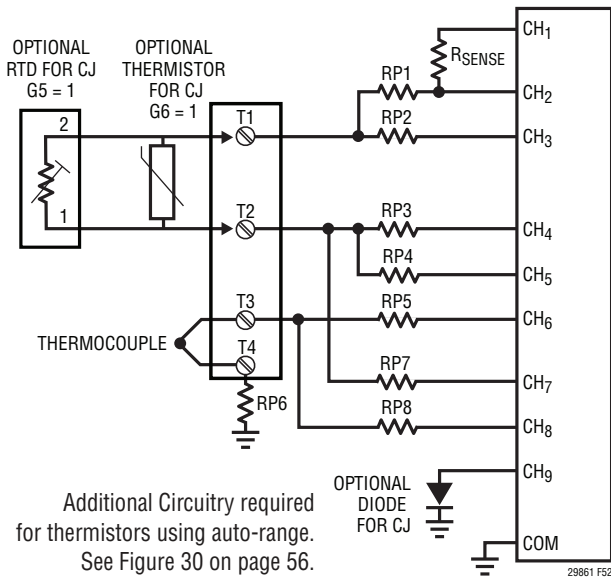 OPTIONAL
RTD FOR CJ
G5 = 1
OPTIONAL
THERMISTOR
FOR CJ
G6 = 1
2
1
T1
T2
T3
T4
THERMOCOUPLE
RP6
RP1
RSENSE
RP2
RP3
RP4
RP5
RP7
RP8
CH1
CH2
CH3
CH4
CH5
CH6
CH7
CH8
CH9
COM
OPTIONAL
DIODE
FOR CJ
Additional Circuitry required
for thermistors using auto-range.
See Figure 30 on page 56.
29861 F52